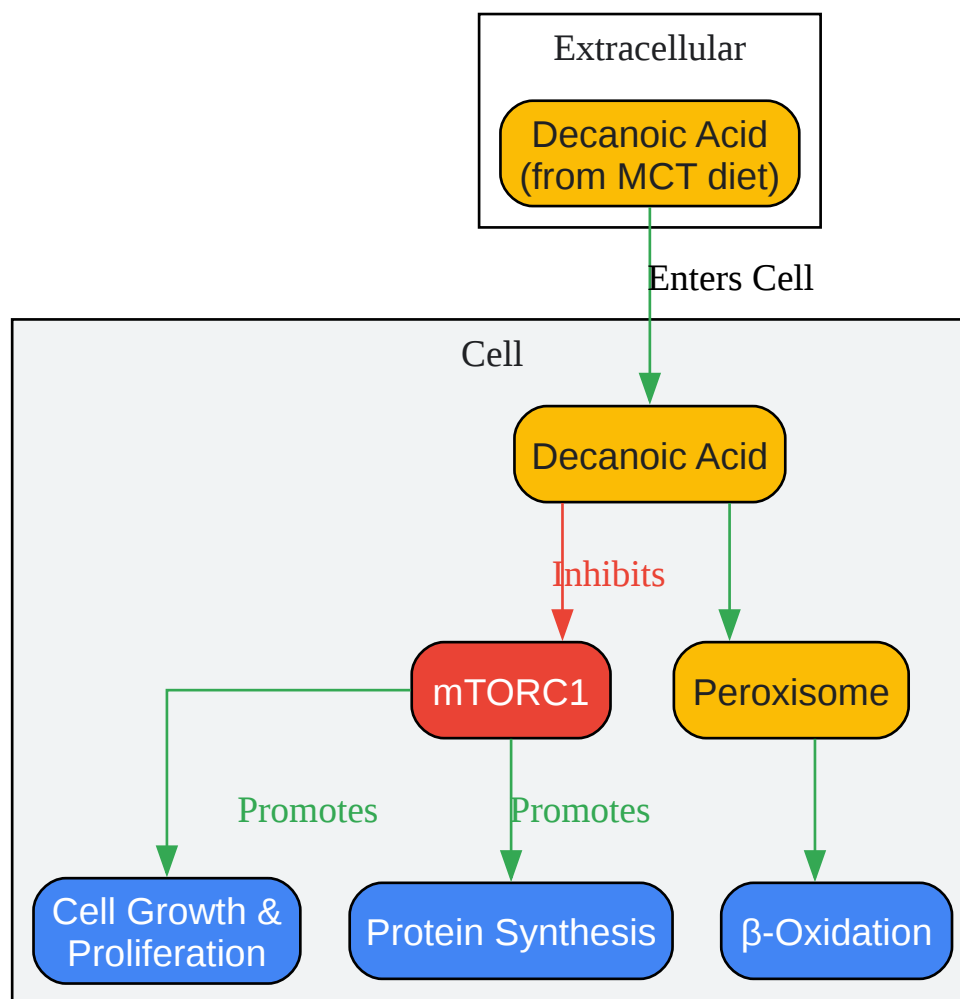 Extracellular
Decanoic Acid
(from MCT diet)
Enters Cell
Cell
Decanoic Acid
Inhibits
mTORC1
Peroxisome
Promotes
Promotes
Cell Growth &
Proliferation
Protein Synthesis
β-Oxidation